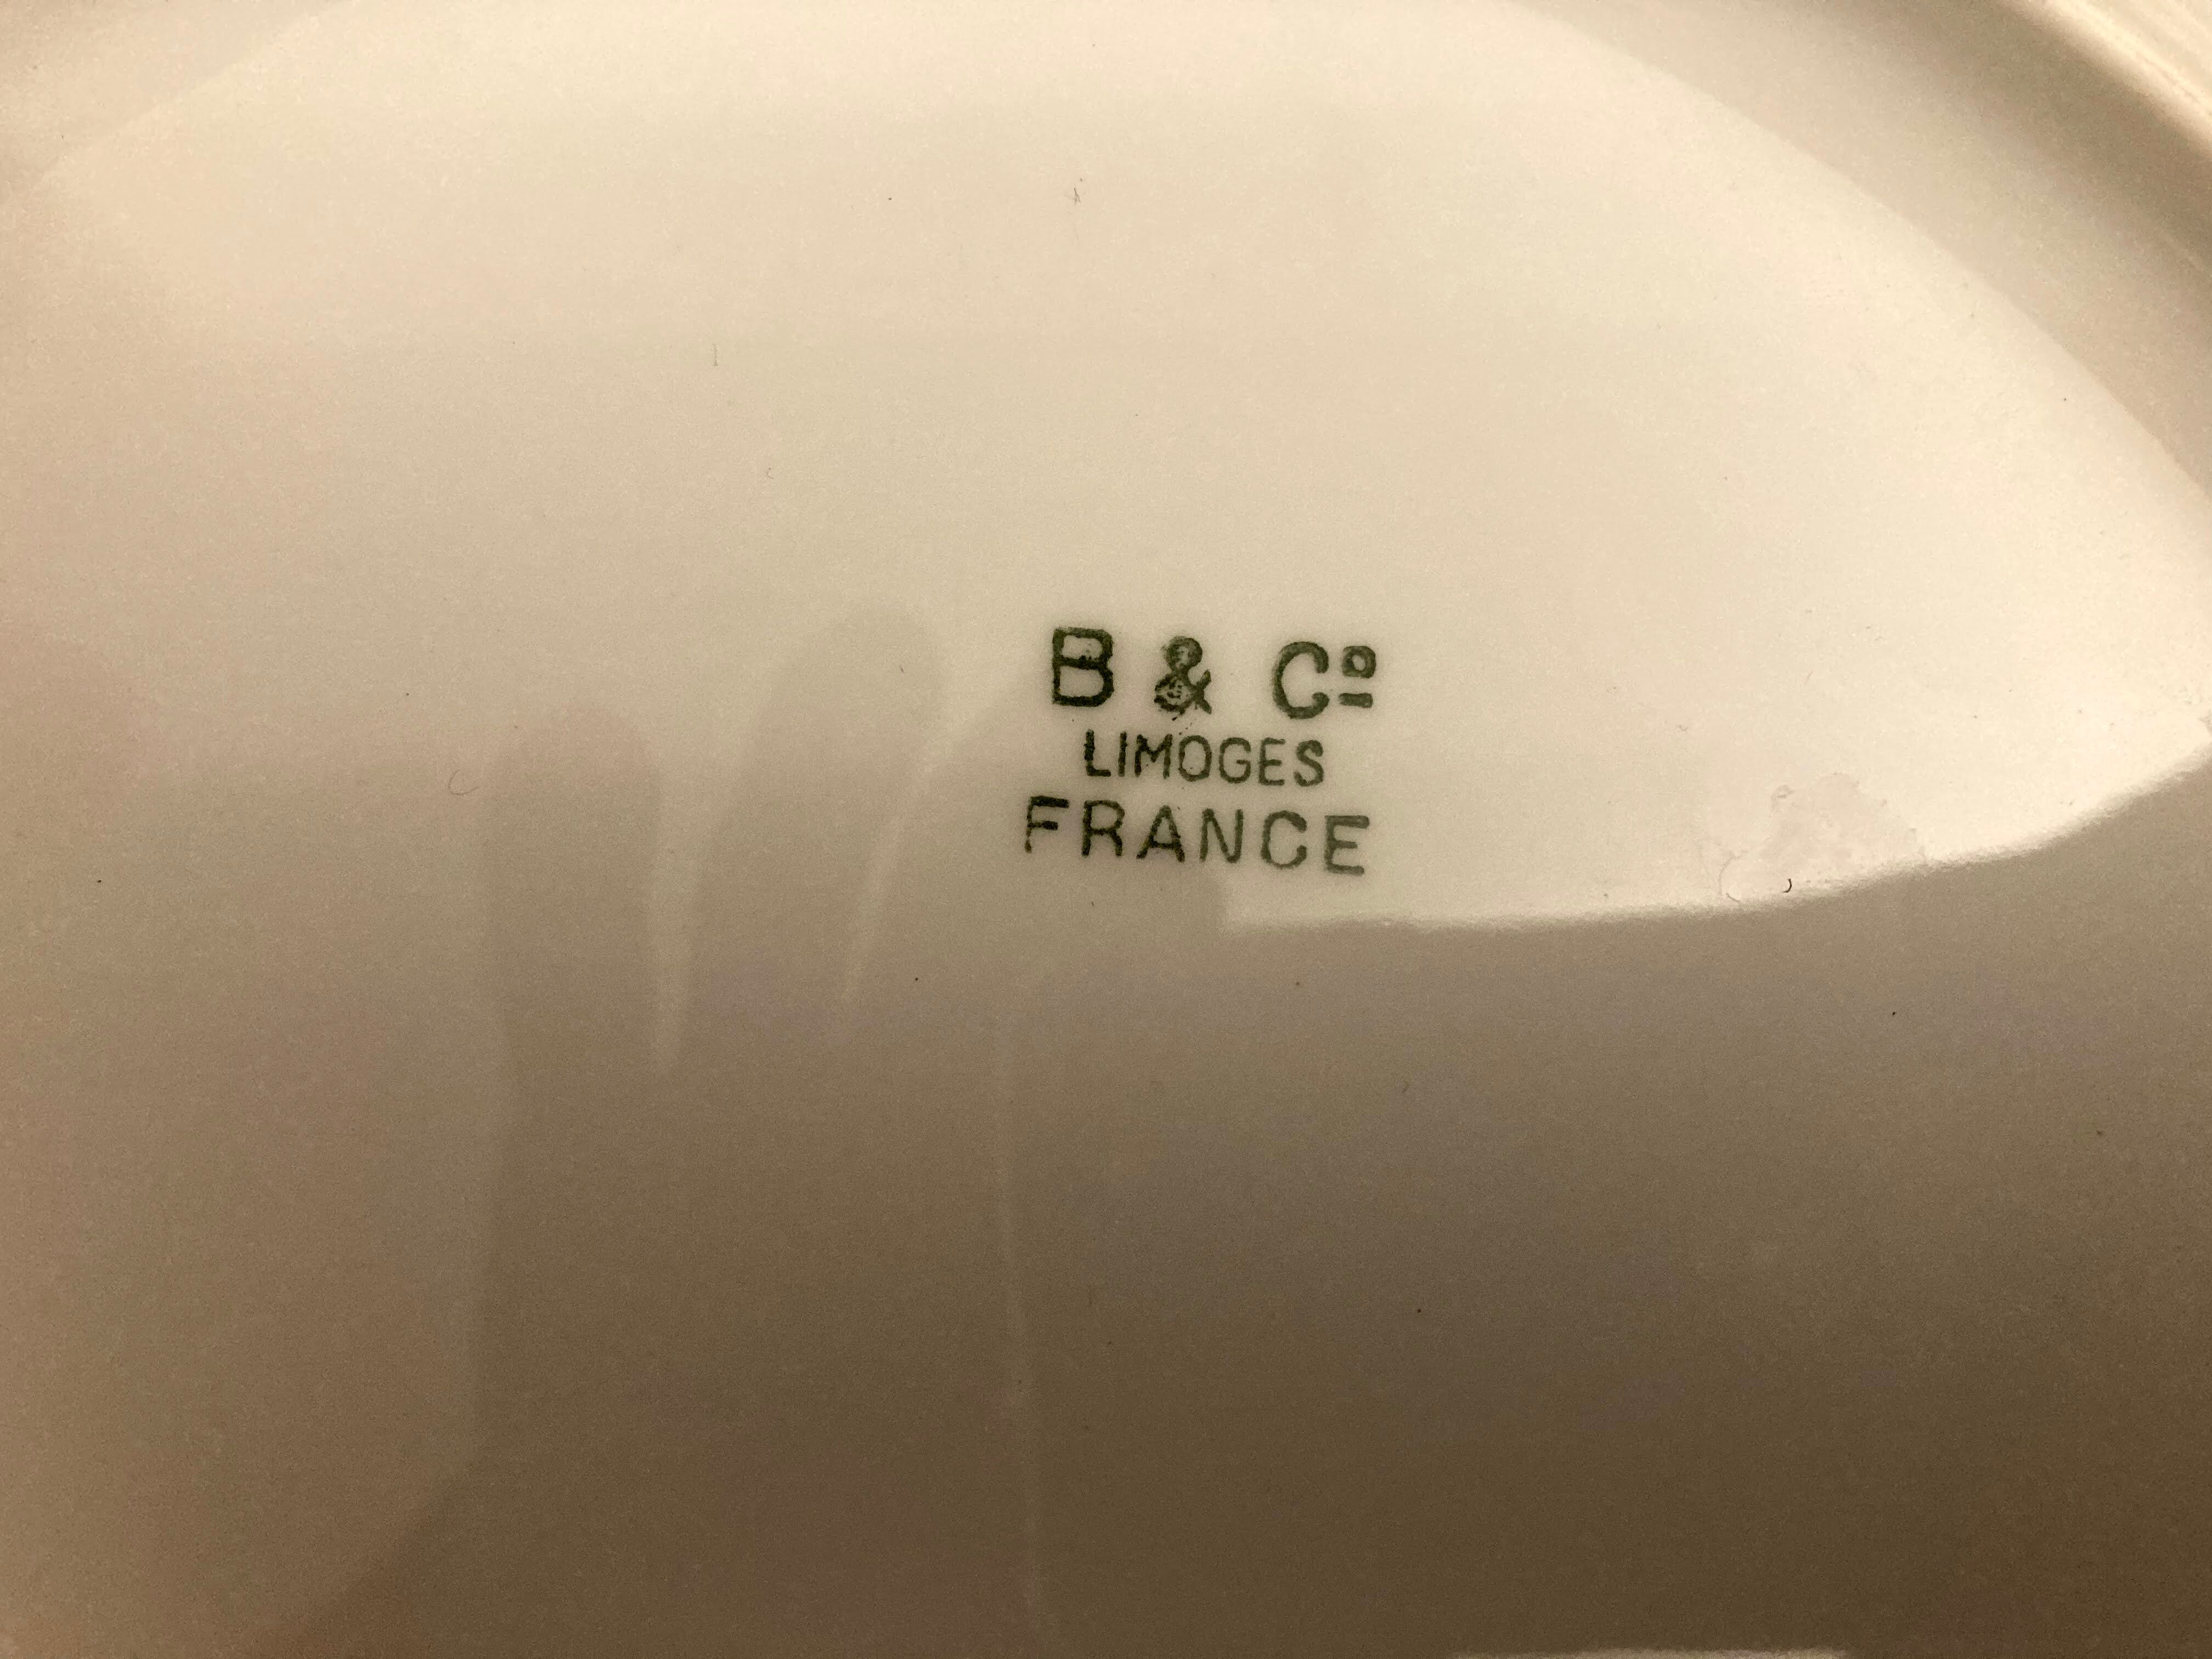 B & Cº
LIMOGES
FRANCE